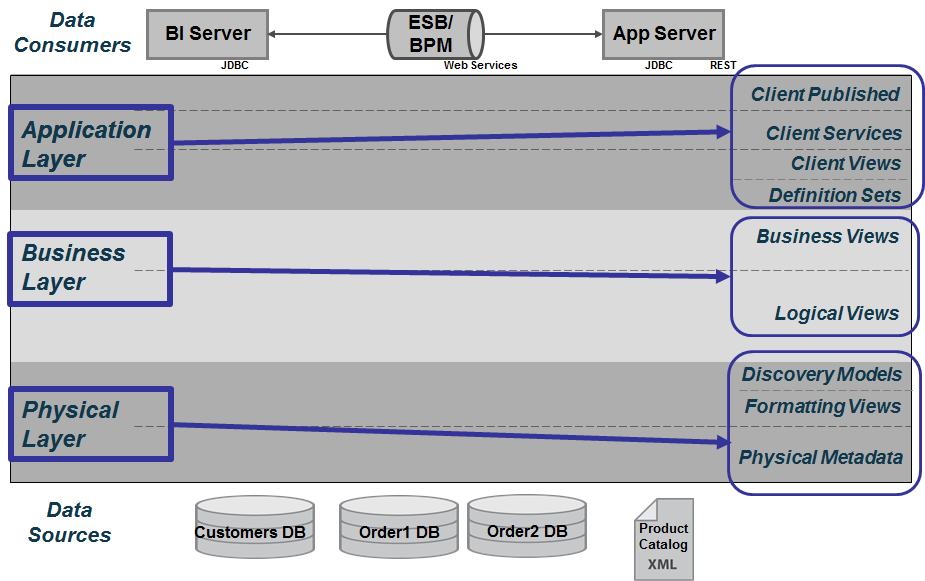 Data
Consumers
BI Server
ESB/
BPM
App Server
JDBC
Web Services
JDBC
REST
Application
Layer
Client Published
Client Services
Client Views
Definition Sets
Business
Layer
Business Views
Logical Views
Physical
Layer
Discovery Models
Formatting Views
Physical Metadata
Data
Sources
Customers DB
Order1 DB
Order2 DB
Product
Catalog
XML